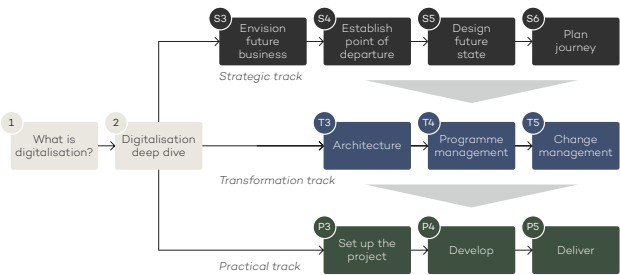 S3
Envision
future
business
S4
Establish
point of
departure
S5
Design
future
state
S6
Plan
journey
Strategic track
1
What is
digitalisation?
2
Digitalisation
deep dive
T3
Architecture
T4
Programme
management
T5
Change
management
Transformation track
P3
Set up the
project
P4
Develop
P5
Deliver
Practical track